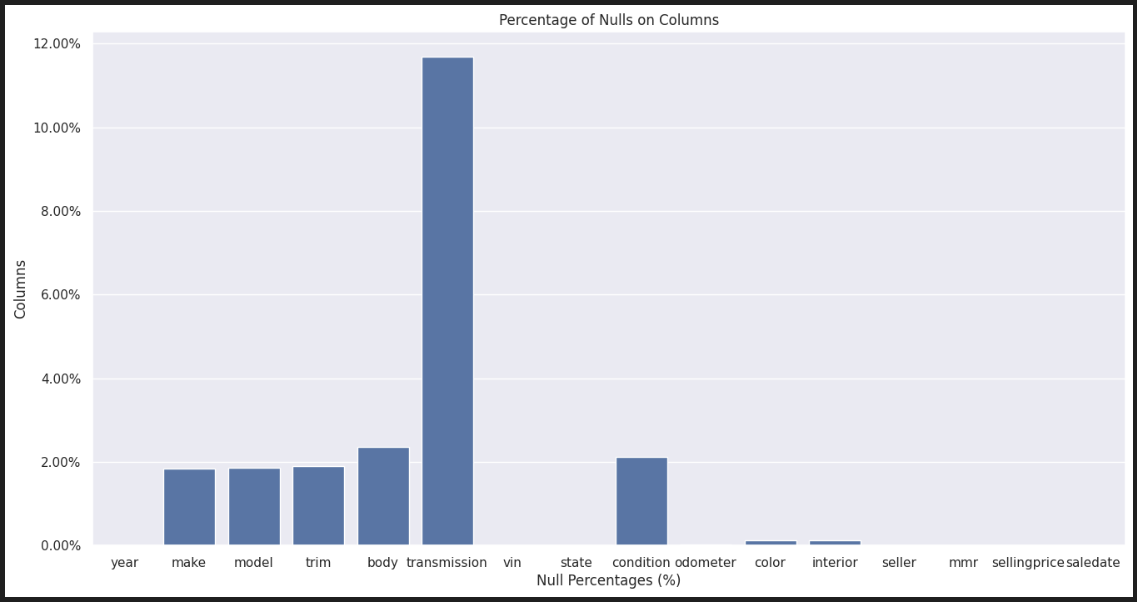 Percentage of Nulls on Columns
12.00%
10.00%
8.00%
6.00%
4.00%
2.00%
0.00%
Columns
year make model trim body transmission vin state condition odometer color interior seller mmr sellingprice saledate
Null Percentages (%)